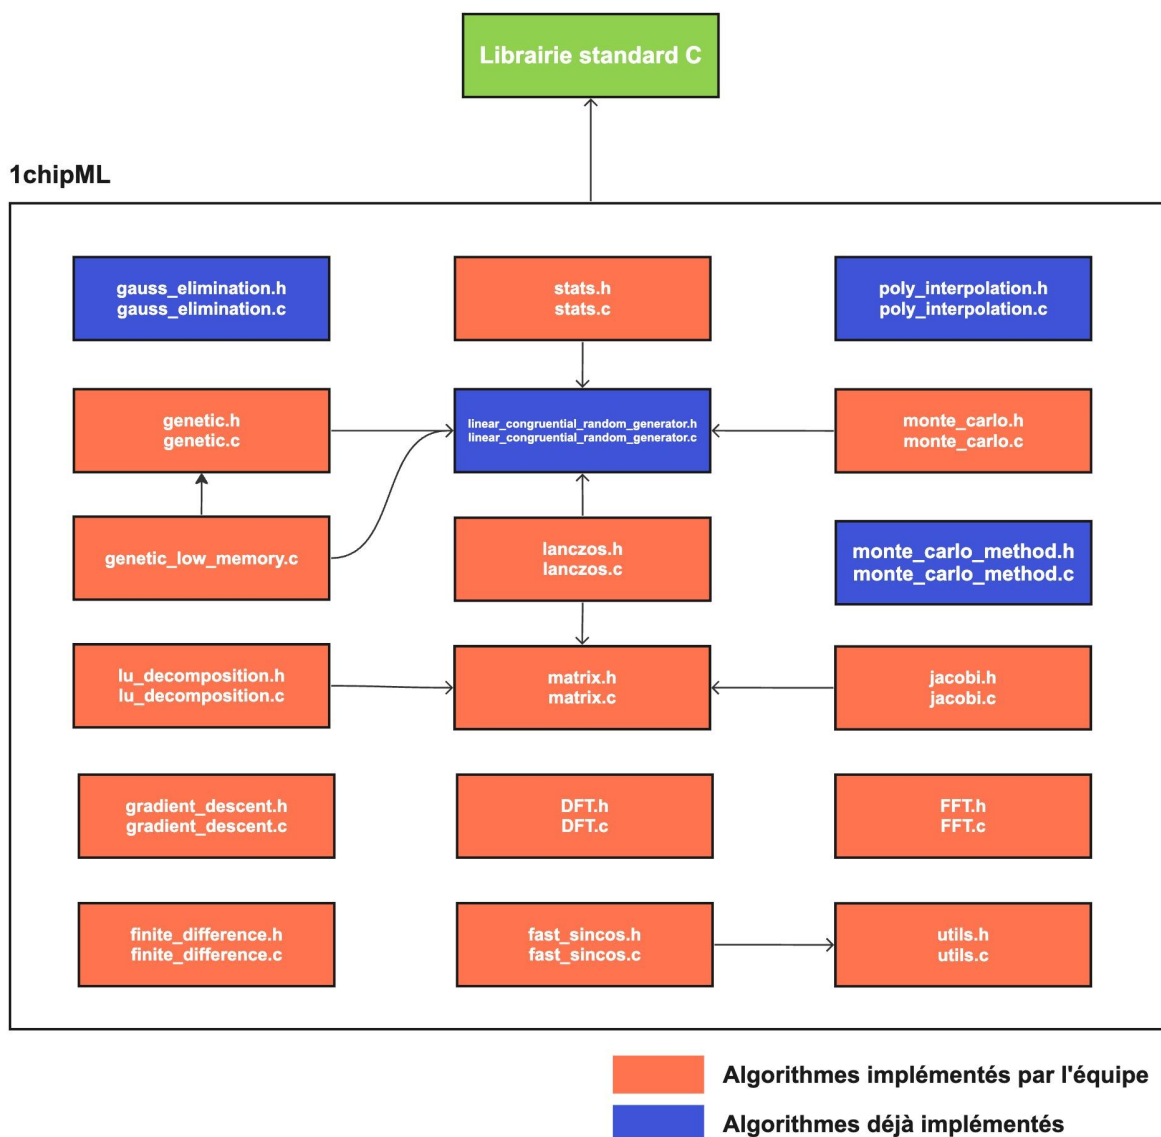 Librairie standard C
1chipML
gauss_elimination.h
gauss_elimination.c
stats.h
stats.c
poly_interpolation.h
poly_interpolation.c
genetic.h
genetic.c
linear_congruential_random_generator.h
linear_congruential_random_generator.c
monte_carlo.h
monte_carlo.c
genetic_low_memory.c
lanczos.h
lanczos.c
monte_carlo_method.h
monte_carlo_method.c
lu_decomposition.h
lu_decomposition.c
matrix.h
matrix.c
jacobi.h
jacobi.c
gradient_descent.h
gradient_descent.c
DFT.h
DFT.c
FFT.h
FFT.c
finite_difference.h
finite_difference.c
fast_sincos.h
fast_sincos.c
utils.h
utils.c
Algorithmes implémentés par l'équipe
Algorithmes déjà implémentés